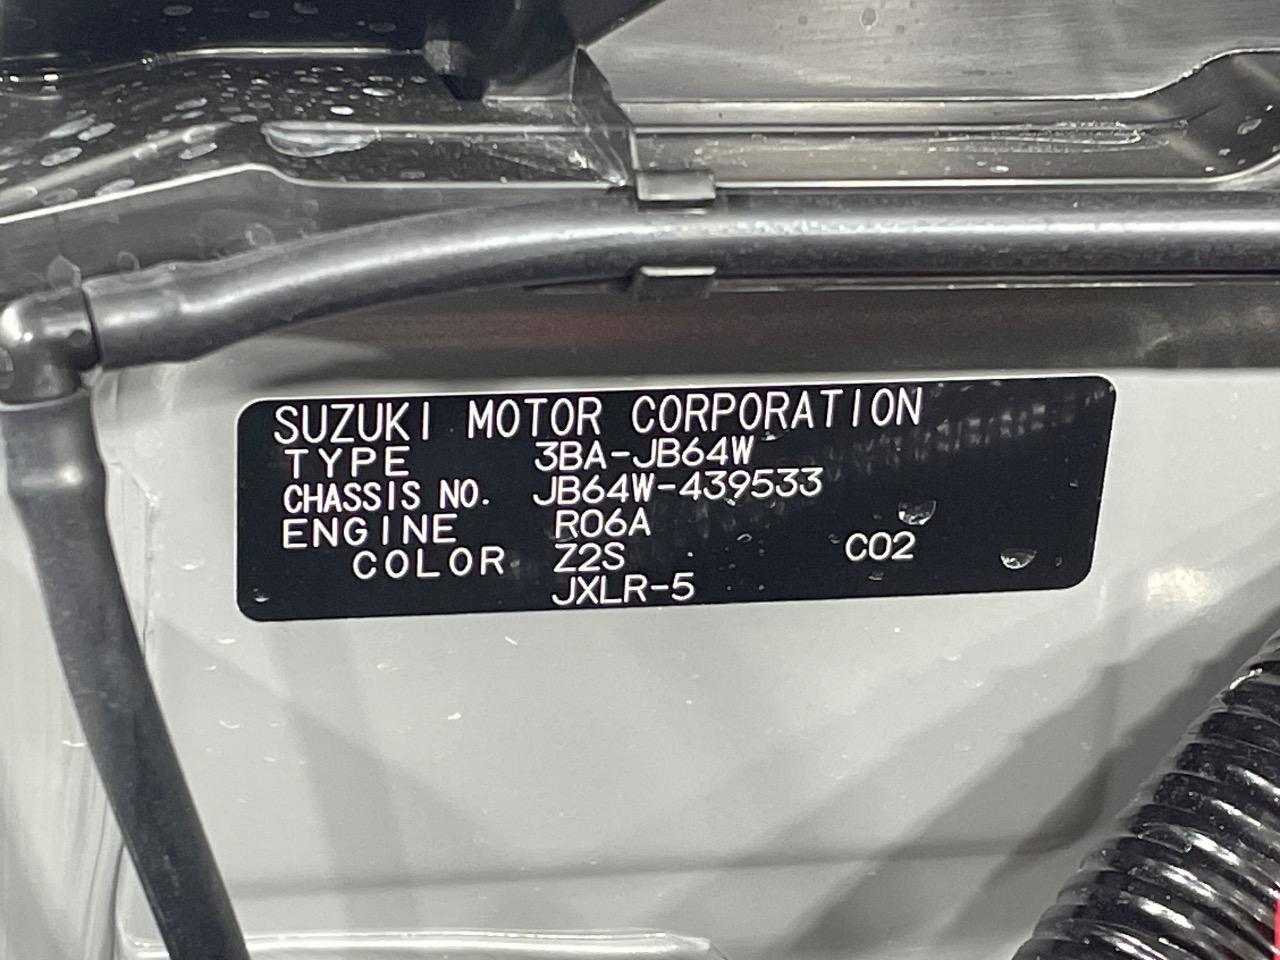 SUZUKI MOTOR CORPORATION
TYPE 3BA-JB64W
CHASSIS NO. JB64W-439533
ENGINE R06A
COLOR Z2S C02
JXLR-5